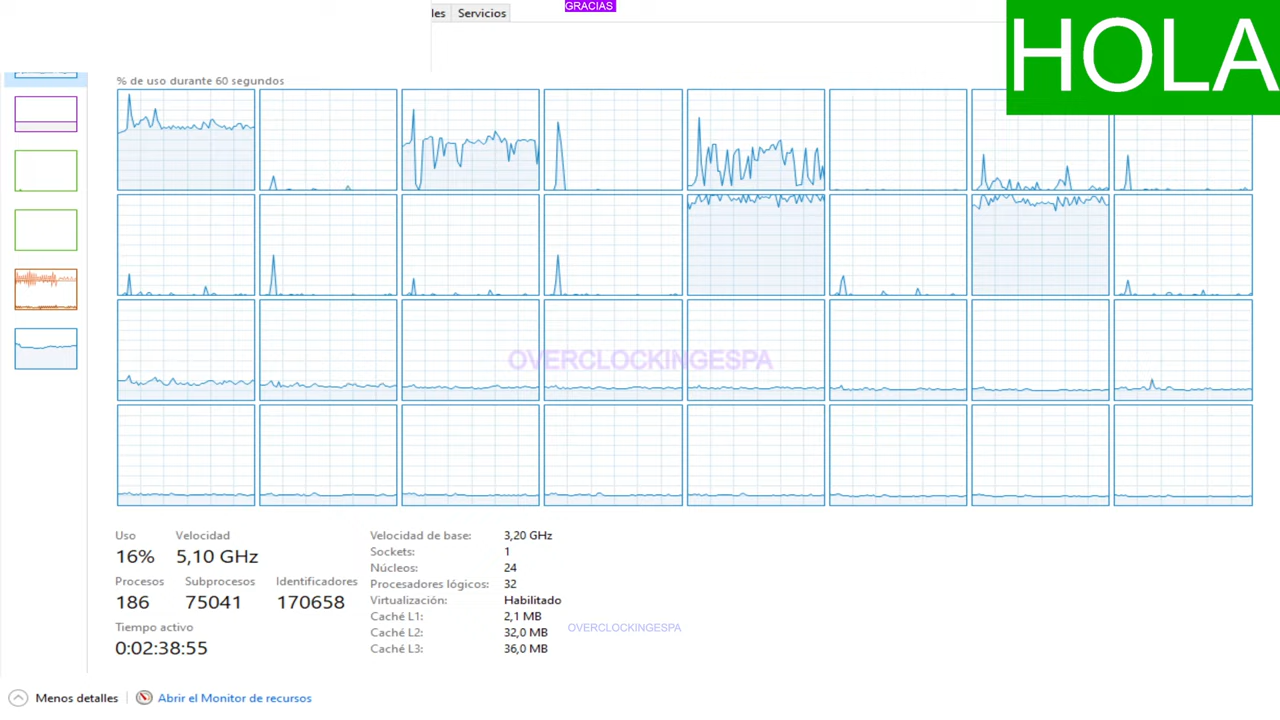 GRACIAS
les Servicios
HOLA
% de uso durante 60 segundos
OVERCLOCKINGESPA
Uso Velocidad
16% 5,10 GHz
Procesos Subprocesos Identificadores
186 75041 170658
Tiempo activo
0:02:38:55
Velocidad de base: 3,20 GHz
Sockets: 1
Núcleos: 24
Procesadores lógicos: 32
Virtualización: Habilitado
Caché L1: 2,1 MB
Caché L2: 32,0 MB
Caché L3: 36,0 MB
OVERCLOCKINGESPA
Menos detalles Abrir el Monitor de recursos